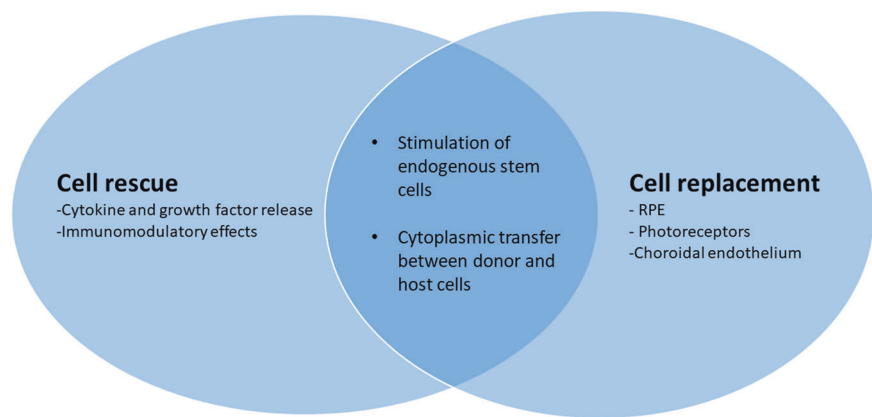 Cell rescue
-Cytokine and growth factor release
-Immunomodulatory effects
• Stimulation of
endogenous stem
cells
• Cytoplasmic transfer
between donor and
host cells
Cell replacement
- RPE
- Photoreceptors
-Choroidal endothelium